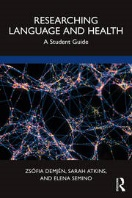 RESEARCHING
LANGUAGE AND HEALTH
A Student Guide
ZSÓFIA DEMJÉN, SARAH ATKINS,
AND ELENA SEMINO